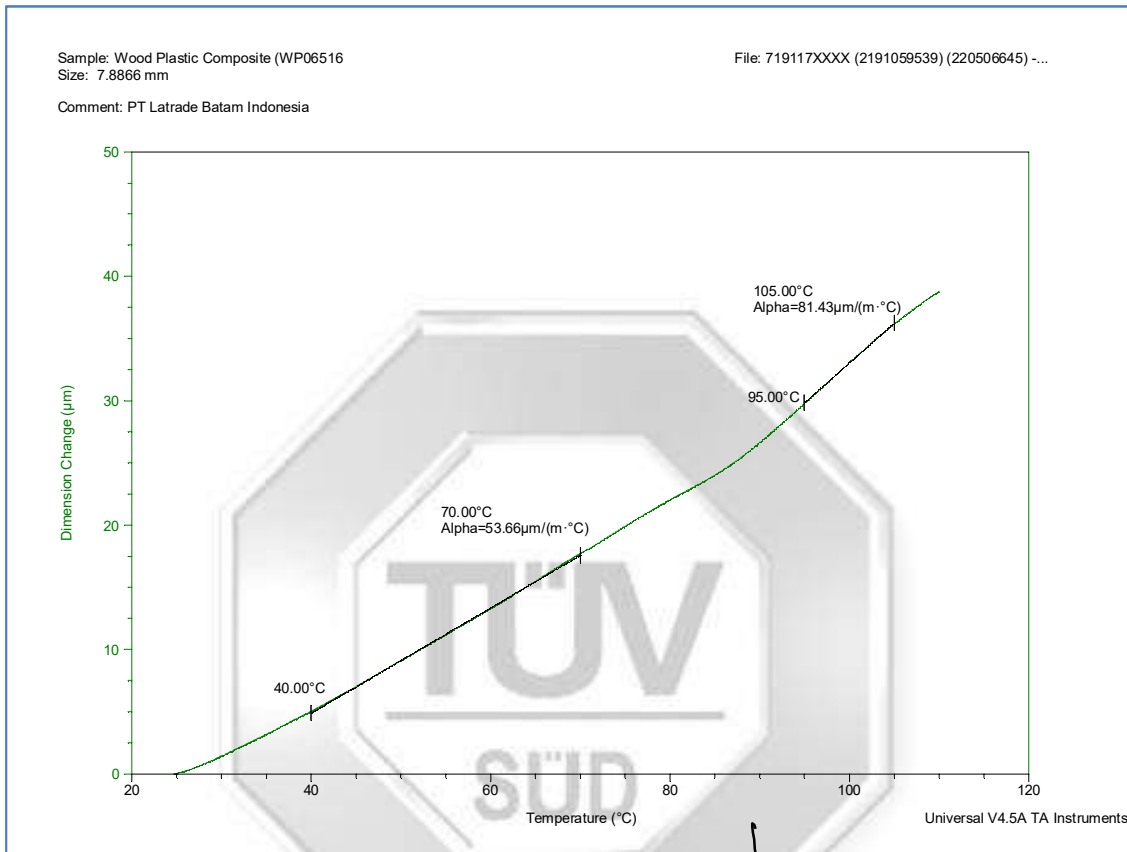 Sample: Wood Plastic Composite (WP06516
Size: 7.8866 mm
Comment: PT Latrade Batam Indonesia
File: 719117XXXX (2191059539) (220506645) -...
50
40
30
20
10
0
Dimension Change (µm)
105.00°C
Alpha=81.43µm/(m·°C)
95.00°C
70.00°C
Alpha=53.66µm/(m·°C)
40.00°C
TÜV
SÜD
20
40
60
80
100
120
Temperature (°C)
Universal V4.5A TA Instruments